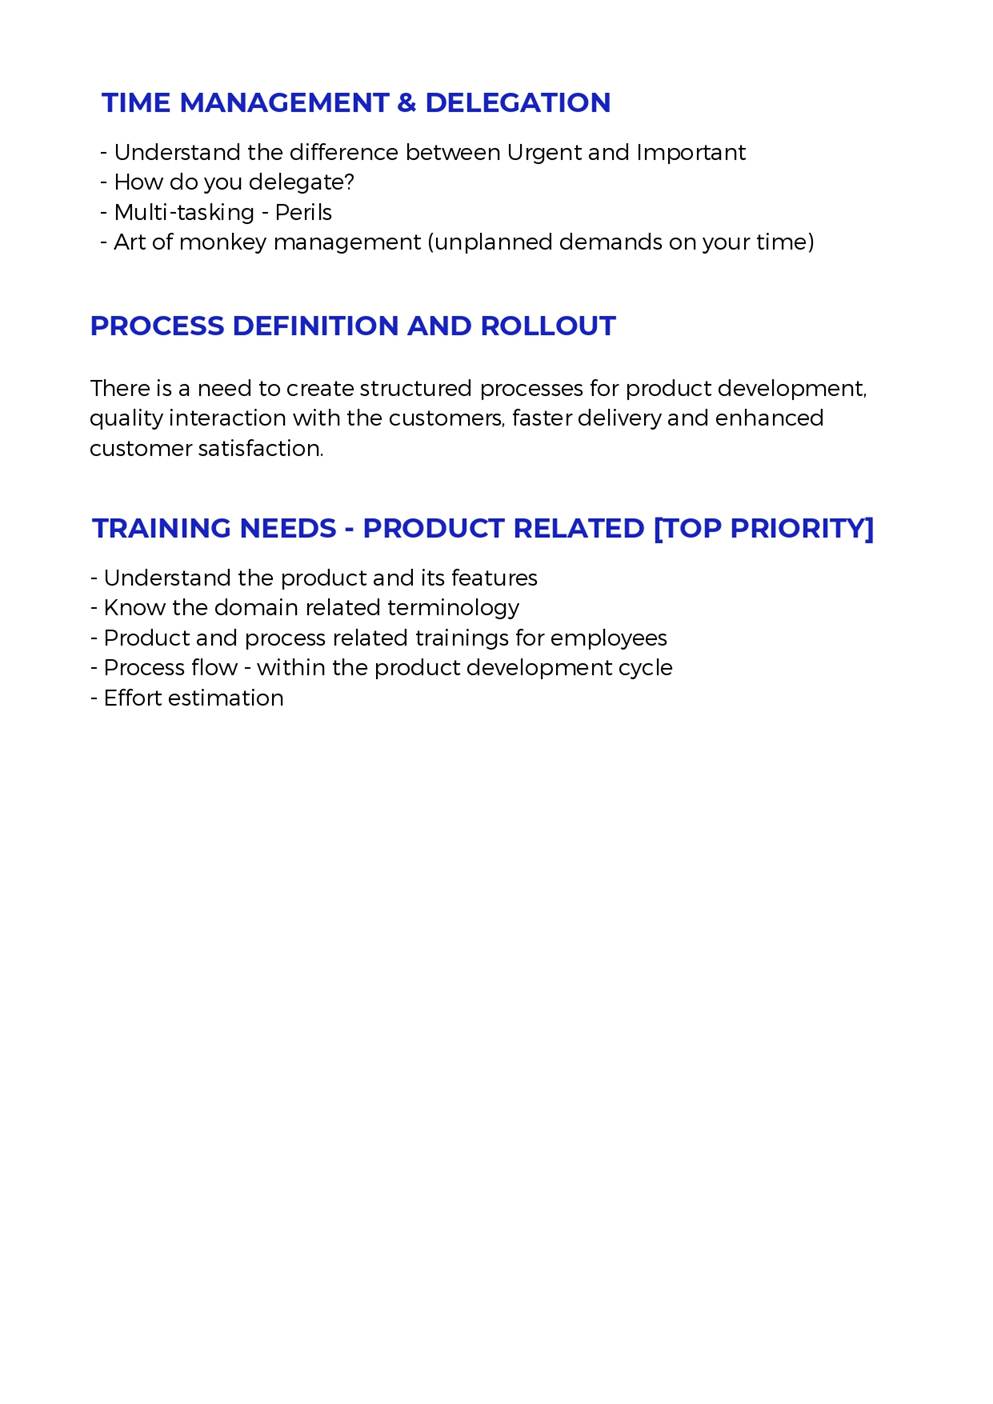 TIME MANAGEMENT & DELEGATION
- Understand the difference between Urgent and Important
- How do you delegate?
- Multi-tasking - Perils
- Art of monkey management (unplanned demands on your time)
PROCESS DEFINITION AND ROLLOUT
There is a need to create structured processes for product development,
quality interaction with the customers, faster delivery and enhanced
customer satisfaction.
TRAINING NEEDS - PRODUCT RELATED [TOP PRIORITY]
- Understand the product and its features
- Know the domain related terminology
- Product and process related trainings for employees
- Process flow - within the product development cycle
- Effort estimation